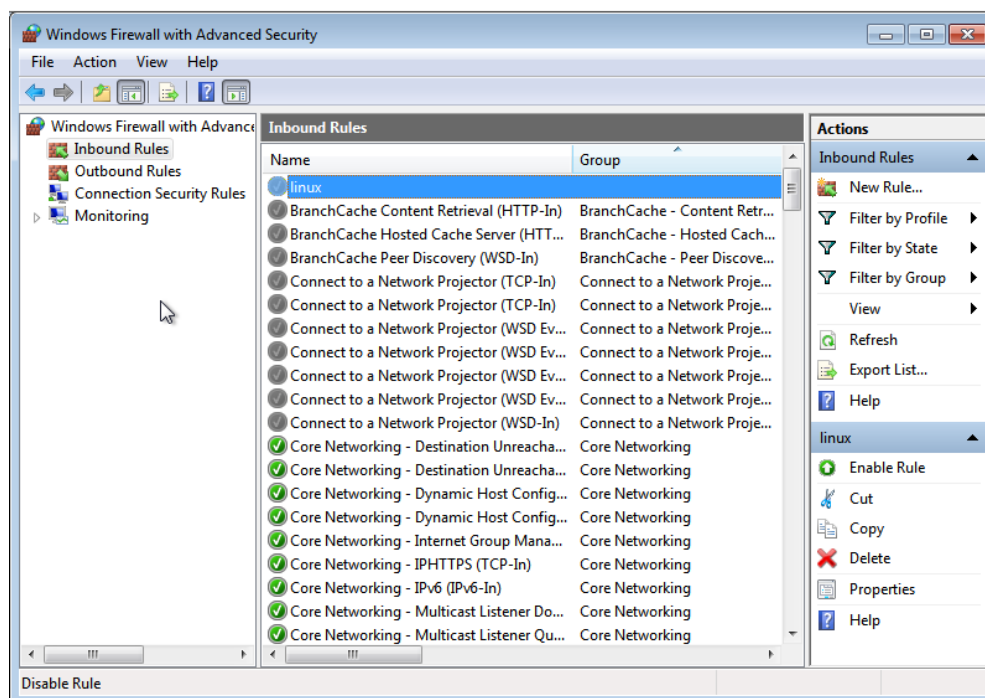 Windows Firewall with Advanced Security
File Action View Help
Windows Firewall with Advance
Inbound Rules
Outbound Rules
Connection Security Rules
Monitoring
Inbound Rules
Name Group
linux
BranchCache Content Retrieval (HTTP-In) BranchCache - Content Retr...
BranchCache Hosted Cache Server (HTT... BranchCache - Hosted Cach...
BranchCache Peer Discovery (WSD-In) BranchCache - Peer Discove...
Connect to a Network Projector (TCP-In) Connect to a Network Proje...
Connect to a Network Projector (TCP-In) Connect to a Network Proje...
Connect to a Network Projector (WSD Ev... Connect to a Network Proje...
Connect to a Network Projector (WSD Ev... Connect to a Network Proje...
Connect to a Network Projector (WSD Ev... Connect to a Network Proje...
Connect to a Network Projector (WSD Ev... Connect to a Network Proje...
Connect to a Network Projector (WSD-In) Connect to a Network Proje...
Core Networking - Destination Unreacha... Core Networking
Core Networking - Destination Unreacha... Core Networking
Core Networking - Dynamic Host Config... Core Networking
Core Networking - Dynamic Host Config... Core Networking
Core Networking - Internet Group Mana... Core Networking
Core Networking - IPHTTPS (TCP-In) Core Networking
Core Networking - IPv6 (IPv6-In) Core Networking
Core Networking - Multicast Listener Do... Core Networking
Core Networking - Multicast Listener Qu... Core Networking
Actions
Inbound Rules
New Rule...
Filter by Profile
Filter by State
Filter by Group
View
Refresh
Export List...
Help
linux
Enable Rule
Cut
Copy
Delete
Properties
Help
Disable Rule